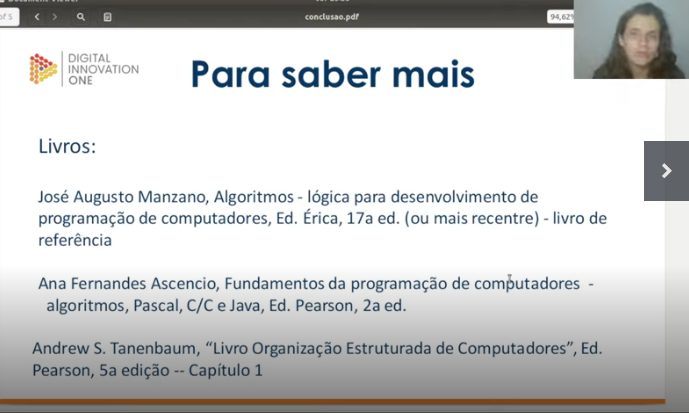 of 5
conclusao.pdf
94,62%
DIGITAL
INNOVATION
ONE
Para saber mais
Livros:
José Augusto Manzano, Algoritmos - lógica para desenvolvimento de
programação de computadores, Ed. Érica, 17a ed. (ou mais recentre) - livro de
referência
Ana Fernandes Ascencio, Fundamentos da programação de computadores -
algoritmos, Pascal, C/C e Java, Ed. Pearson, 2a ed.
Andrew S. Tanenbaum, “Livro Organização Estruturada de Computadores”, Ed.
Pearson, 5a edição -- Capítulo 1